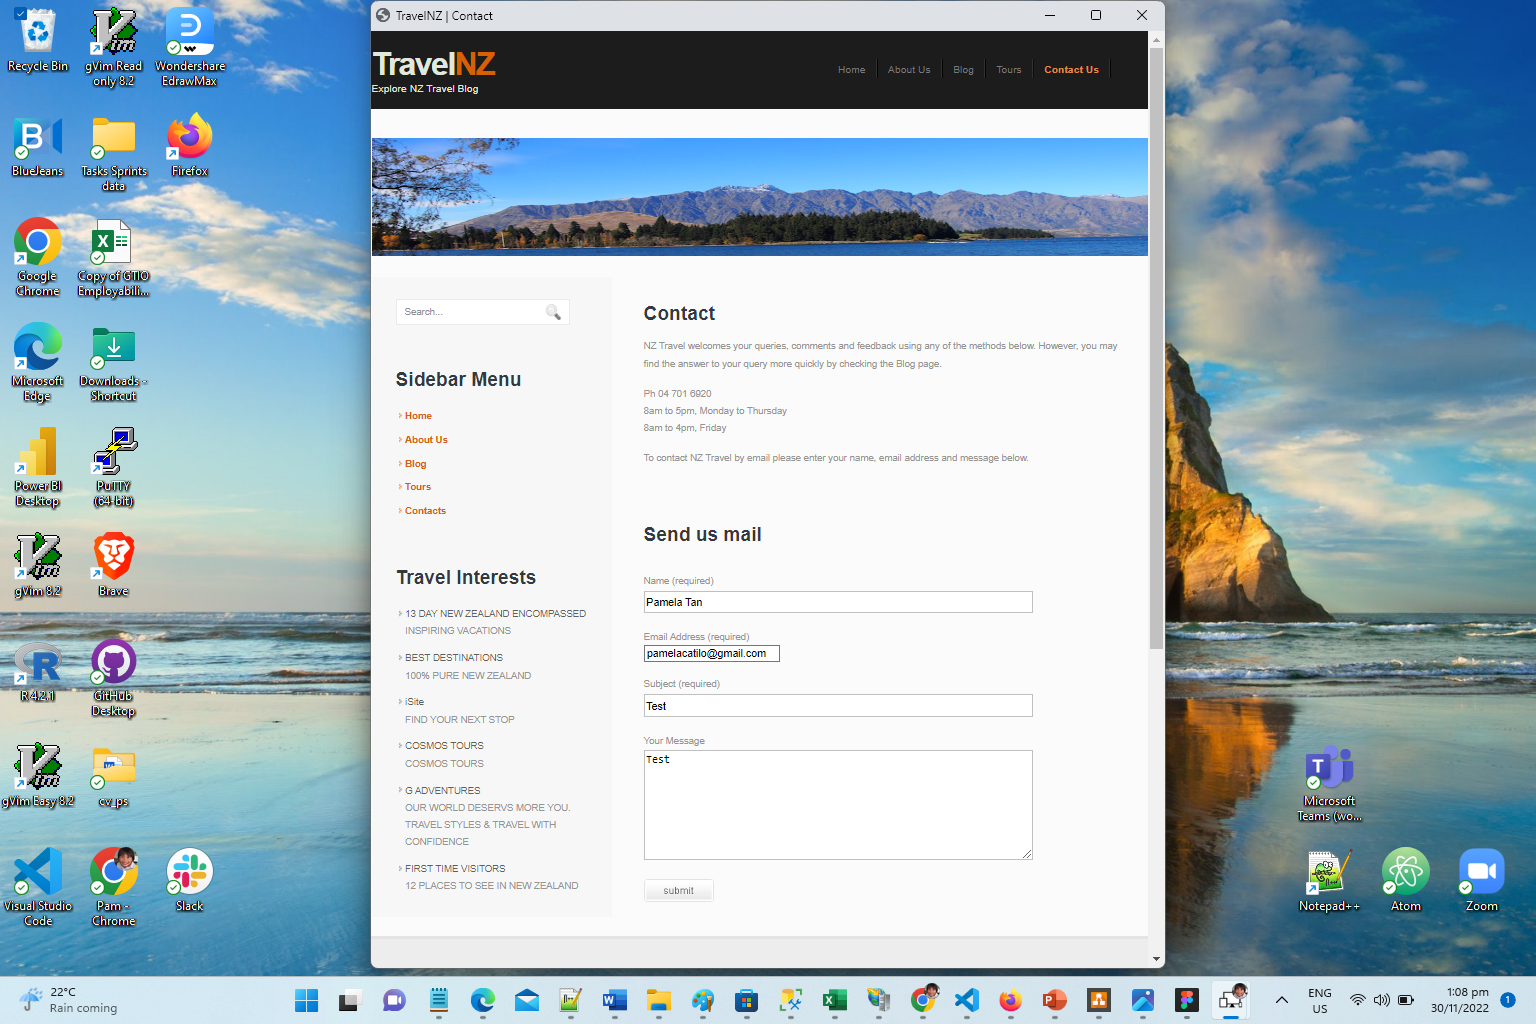 Recycle Bin
gVim Read only 8.2
Wondershare EdrawMax
BlueJeans
Tasks Sprints data
Firefox
Google Chrome
Copy of GTIO Employabili...
Microsoft Edge
Downloads - Shortcut
Power BI Desktop
PuTTY (64-bit)
gVim 8.2
Brave
R 4.2.1
GitHub Desktop
gVim Easy 8.2
cv_ps
Visual Studio Code
Pam - Chrome
Slack
TravelNZ | Contact
TravelNZ
Explore NZ Travel Blog
Home
About Us
Blog
Tours
Contact Us
Search...
Sidebar Menu
Home
About Us
Blog
Tours
Contacts
Travel Interests
13 DAY NEW ZEALAND ENCOMPASSED
INSPIRING VACATIONS
BEST DESTINATIONS
100% PURE NEW ZEALAND
iSite
FIND YOUR NEXT STOP
COSMOS TOURS
COSMOS TOURS
G ADVENTURES
OUR WORLD DESERVS MORE YOU.
TRAVEL STYLES & TRAVEL WITH
CONFIDENCE
FIRST TIME VISITORS
12 PLACES TO SEE IN NEW ZEALAND
Contact
NZ Travel welcomes your queries, comments and feedback using any of the methods below. However, you may
find the answer to your query more quickly by checking the Blog page.
Ph 04 701 6920
8am to 5pm, Monday to Thursday
8am to 4pm, Friday
To contact NZ Travel by email please enter your name, email address and message below.
Send us mail
Name (required)
Pamela Tan
Email Address (required)
pamelacatilo@gmail.com
Subject (required)
Test
Your Message
Test
submit
Microsoft Teams (wo...
Notepad++
Atom
Zoom
22°C
Rain coming
ENG
US
1:08 pm
30/11/2022
1